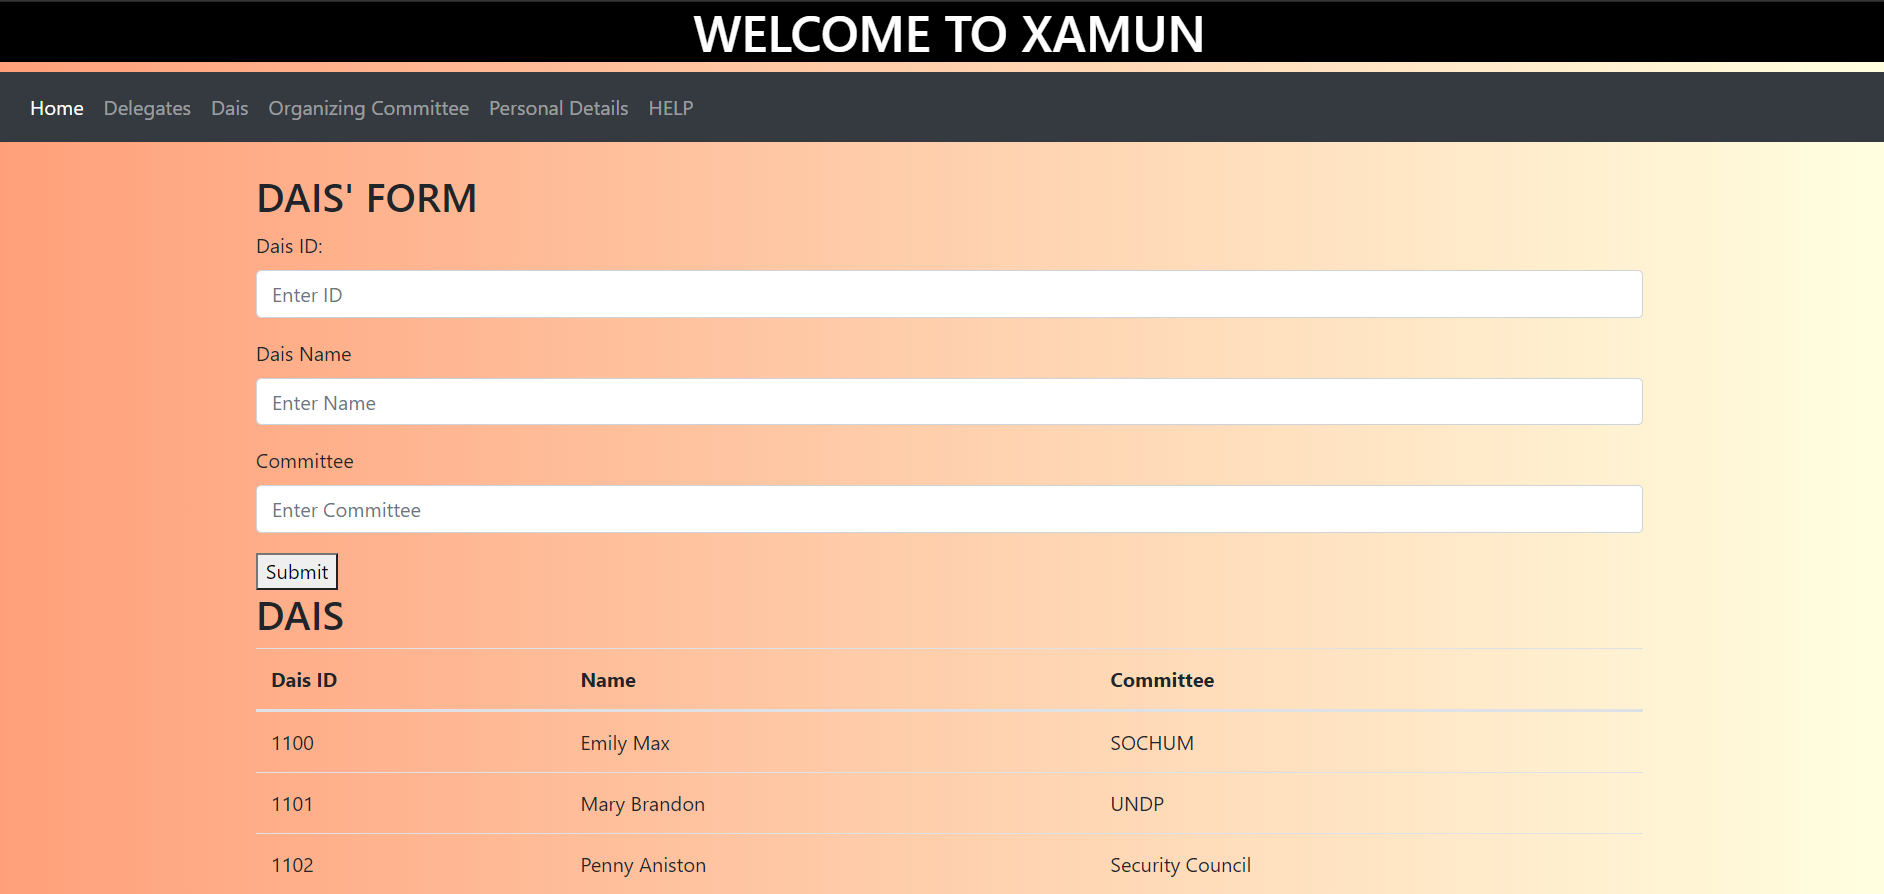 WELCOME TO XAMUN
Home Delegates Dais Organizing Committee Personal Details HELP
DAIS' FORM
Dais ID:
Enter ID
Dais Name
Enter Name
Committee
Enter Committee
Submit
DAIS
Dais ID Name Committee
1100 Emily Max SOCHUM
1101 Mary Brandon UNDP
1102 Penny Aniston Security Council